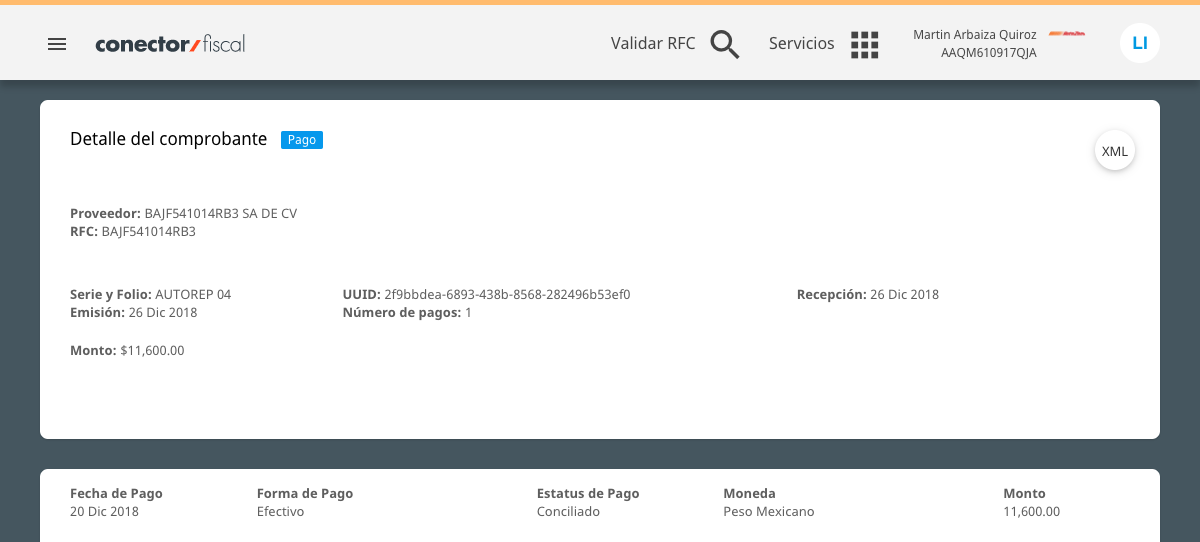 conector/fiscal
Validar RFC
Servicios
Martin Arbaiza Quiroz
AAQM610917QJA
LI
Detalle del comprobante Pago
XML
Proveedor: BAJF541014RB3 SA DE CV
RFC: BAJF541014RB3
Serie y Folio: AUTOREP 04 UUID: 2f9bbdea-6893-438b-8568-282496b53ef0 Recepción: 26 Dic 2018
Emisión: 26 Dic 2018 Número de pagos: 1
Monto: $11,600.00
Fecha de Pago Forma de Pago Estatus de Pago Moneda Monto
20 Dic 2018 Efectivo Conciliado Peso Mexicano 11,600.00